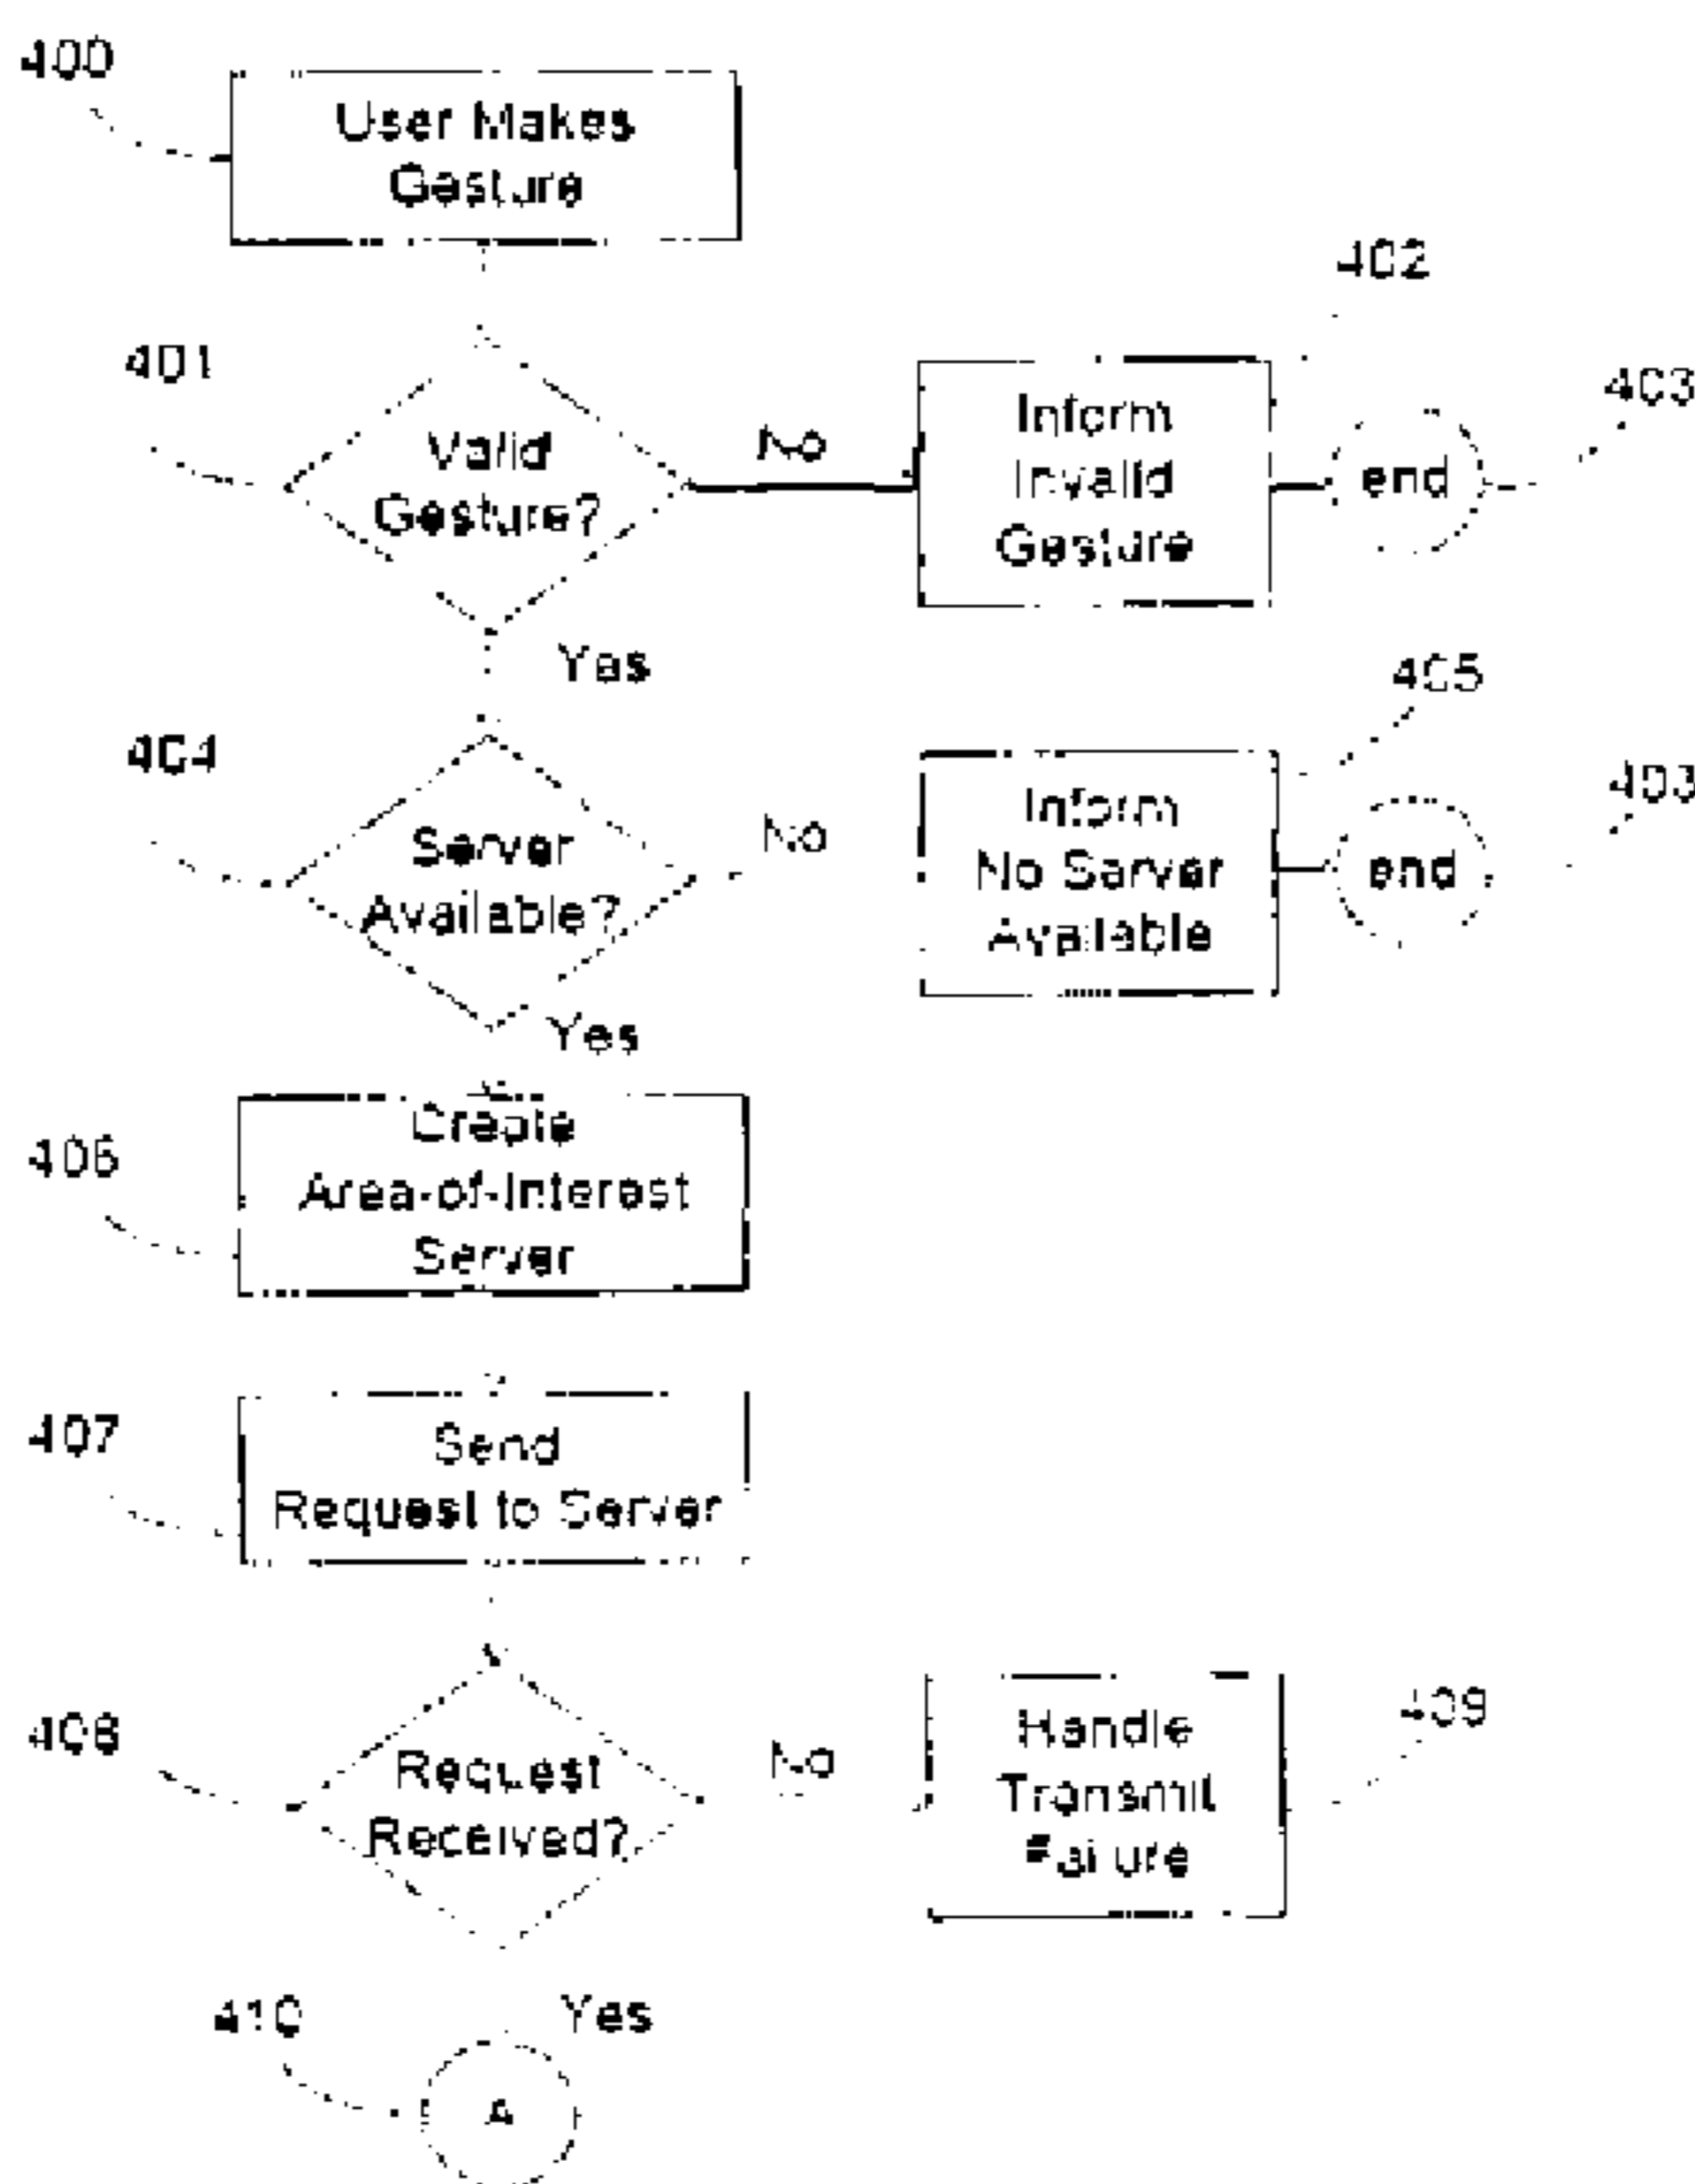 400
User Makes
Gesture
402
401
403
Valid
Gesture?
No
Inform
Invalid
Gesture
end
Yes
405
404
403
Server
Available?
No
Inform
No Server
Available
end
Yes
406
Create
Area-of-Interest
Server
407
Send
Request to Server
408
409
Request
Received?
No
Handle
Transmit
Failure
410
Yes
A